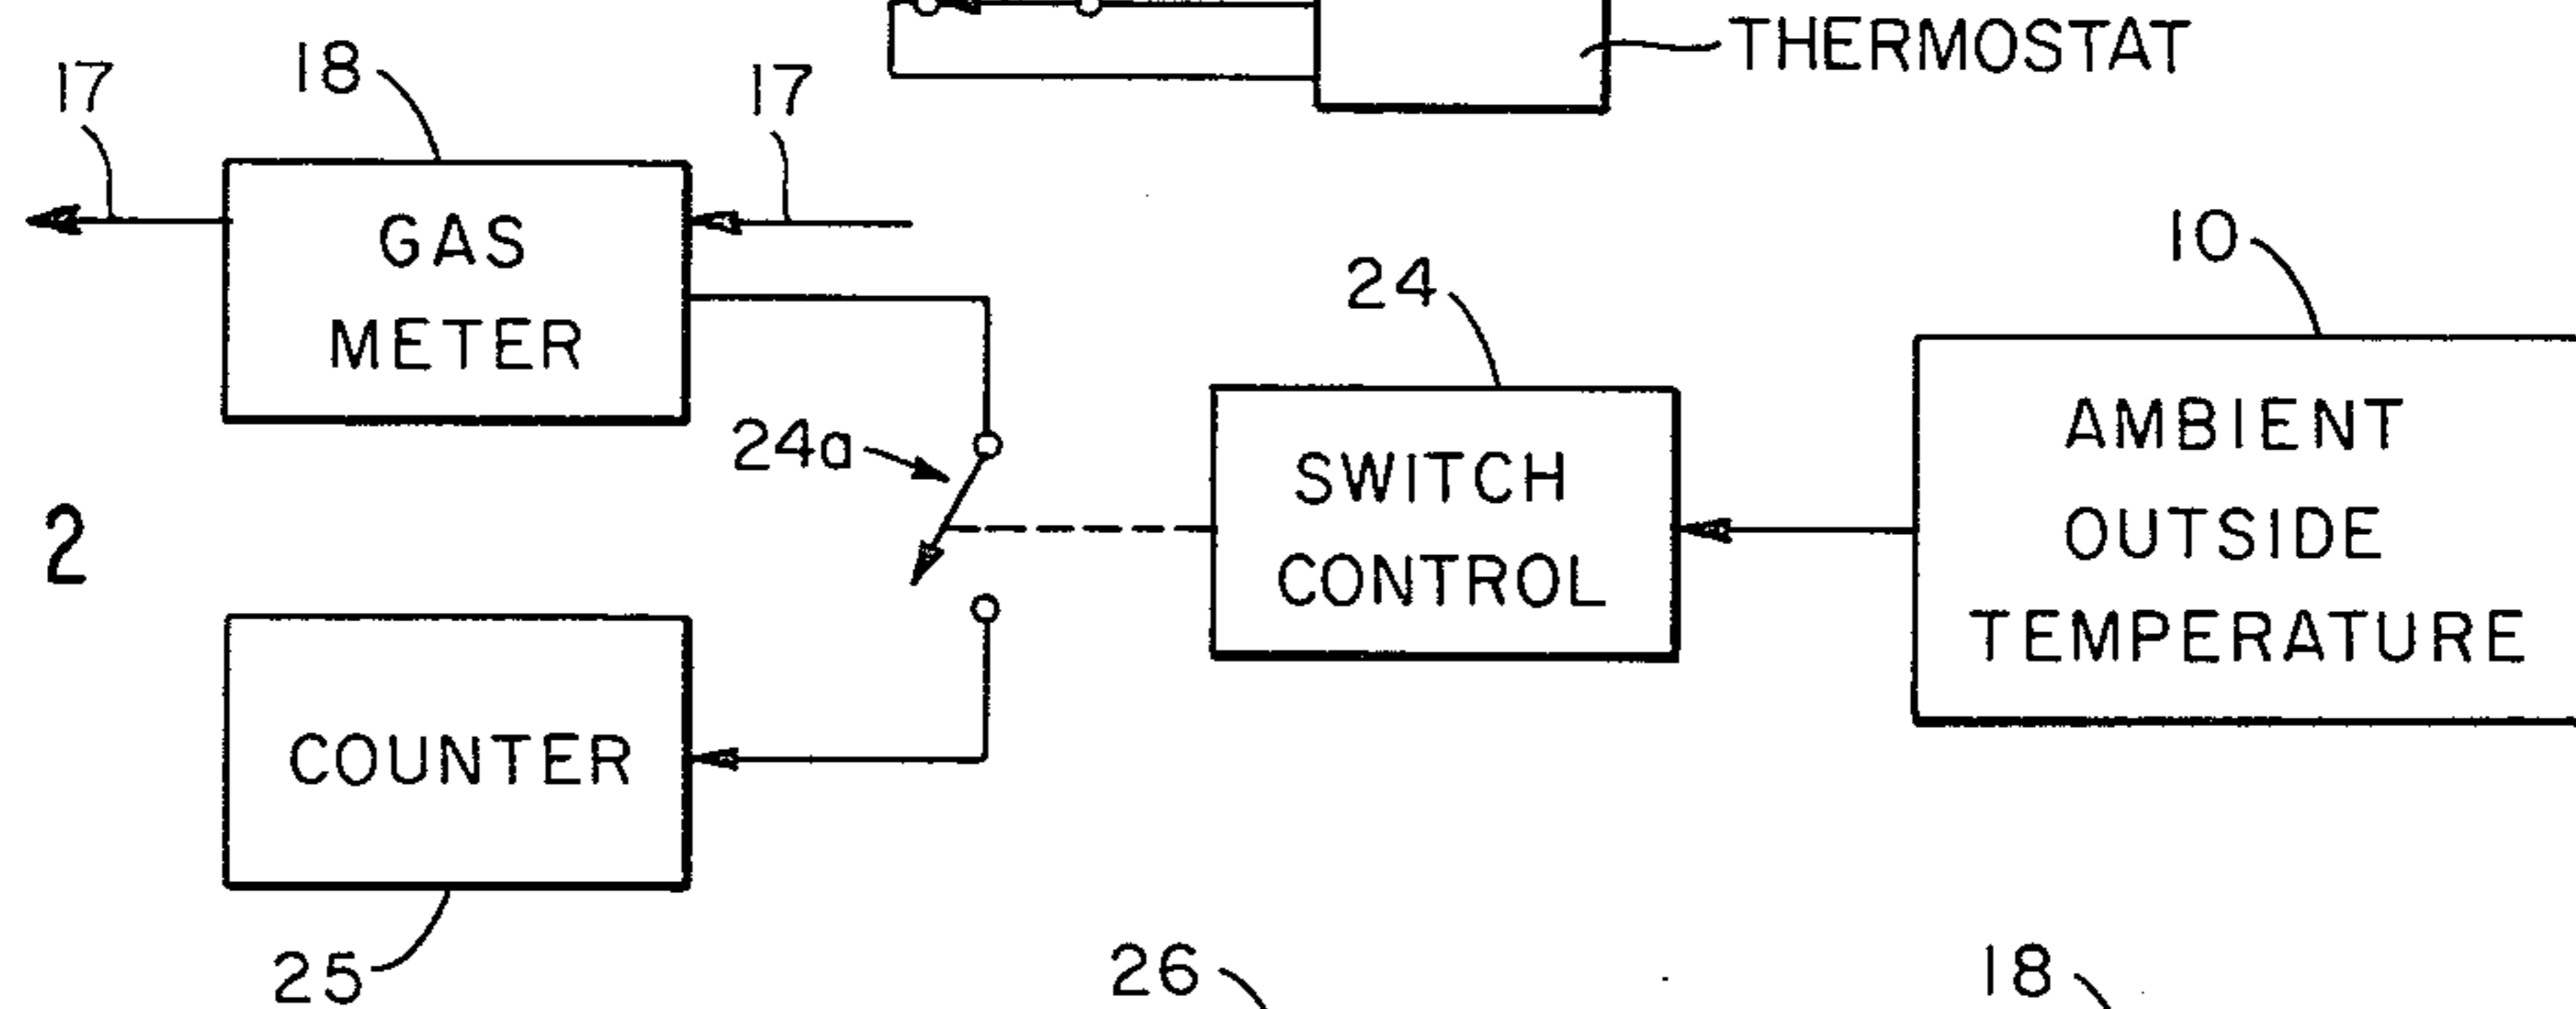 THERMOSTAT
17
18
17
GAS
METER
10
24
24a
AMBIENT
OUTSIDE
TEMPERATURE
SWITCH
CONTROL
2
COUNTER
25
26
18